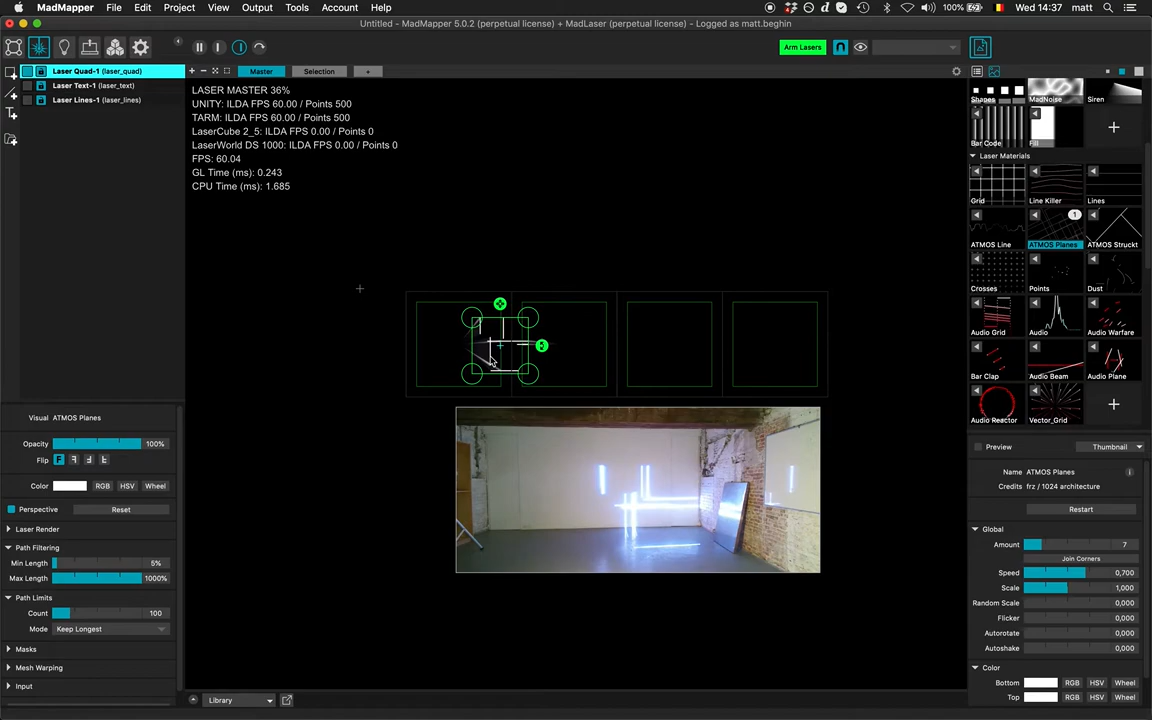 MadMapper File Edit Project View Output Tools Account Help 100% Wed 14:37 matt
Untitled - MadMapper 5.0.2 (perpetual license) + MadLaser (perpetual license) - Logged as matt.beghin
Arm Lasers
Laser Quad-1 (laser_quad)
Laser Text-1 (laser_text)
Laser Lines-1 (laser_lines)
Master Selection +
LASER MASTER 36%
UNITY: ILDA FPS 60.00 / Points 500
TARM: ILDA FPS 60.00 / Points 500
LaserCube 2_5: ILDA FPS 0.00 / Points 0
LaserWorld DS 1000: ILDA FPS 0.00 / Points 0
FPS: 60.04
GL Time (ms): 0.243
CPU Time (ms): 1.685
Shapes MadNoise Siren
Bar Code Fill
Laser Materials
Grid Line Killer Lines
1
ATMOS Line ATMOS Planes ATMOS Struckt
Crosses Points Dust
Audio Grid Audio Audio Warfare
Bar Clap Audio Beam Audio Plane
Audio Reactor Vector_Grid
Preview Thumbnail
Name ATMOS Planes
Credits frz / 1024 architecture
Restart
Global
Amount 7
Join Corners
Speed 0,700
Scale 1,000
Random Scale 0,000
Flicker 0,000
Autorotate 0,000
Autoshake 0,000
Color
Bottom RGB HSV Wheel
Top RGB HSV Wheel
Visual ATMOS Planes
Opacity 100%
Flip
Color RGB HSV Wheel
Perspective Reset
Laser Render
Path Filtering
Min Length 5%
Max Length 1000%
Path Limits
Count 100
Mode Keep Longest
Masks
Mesh Warping
Input
Library